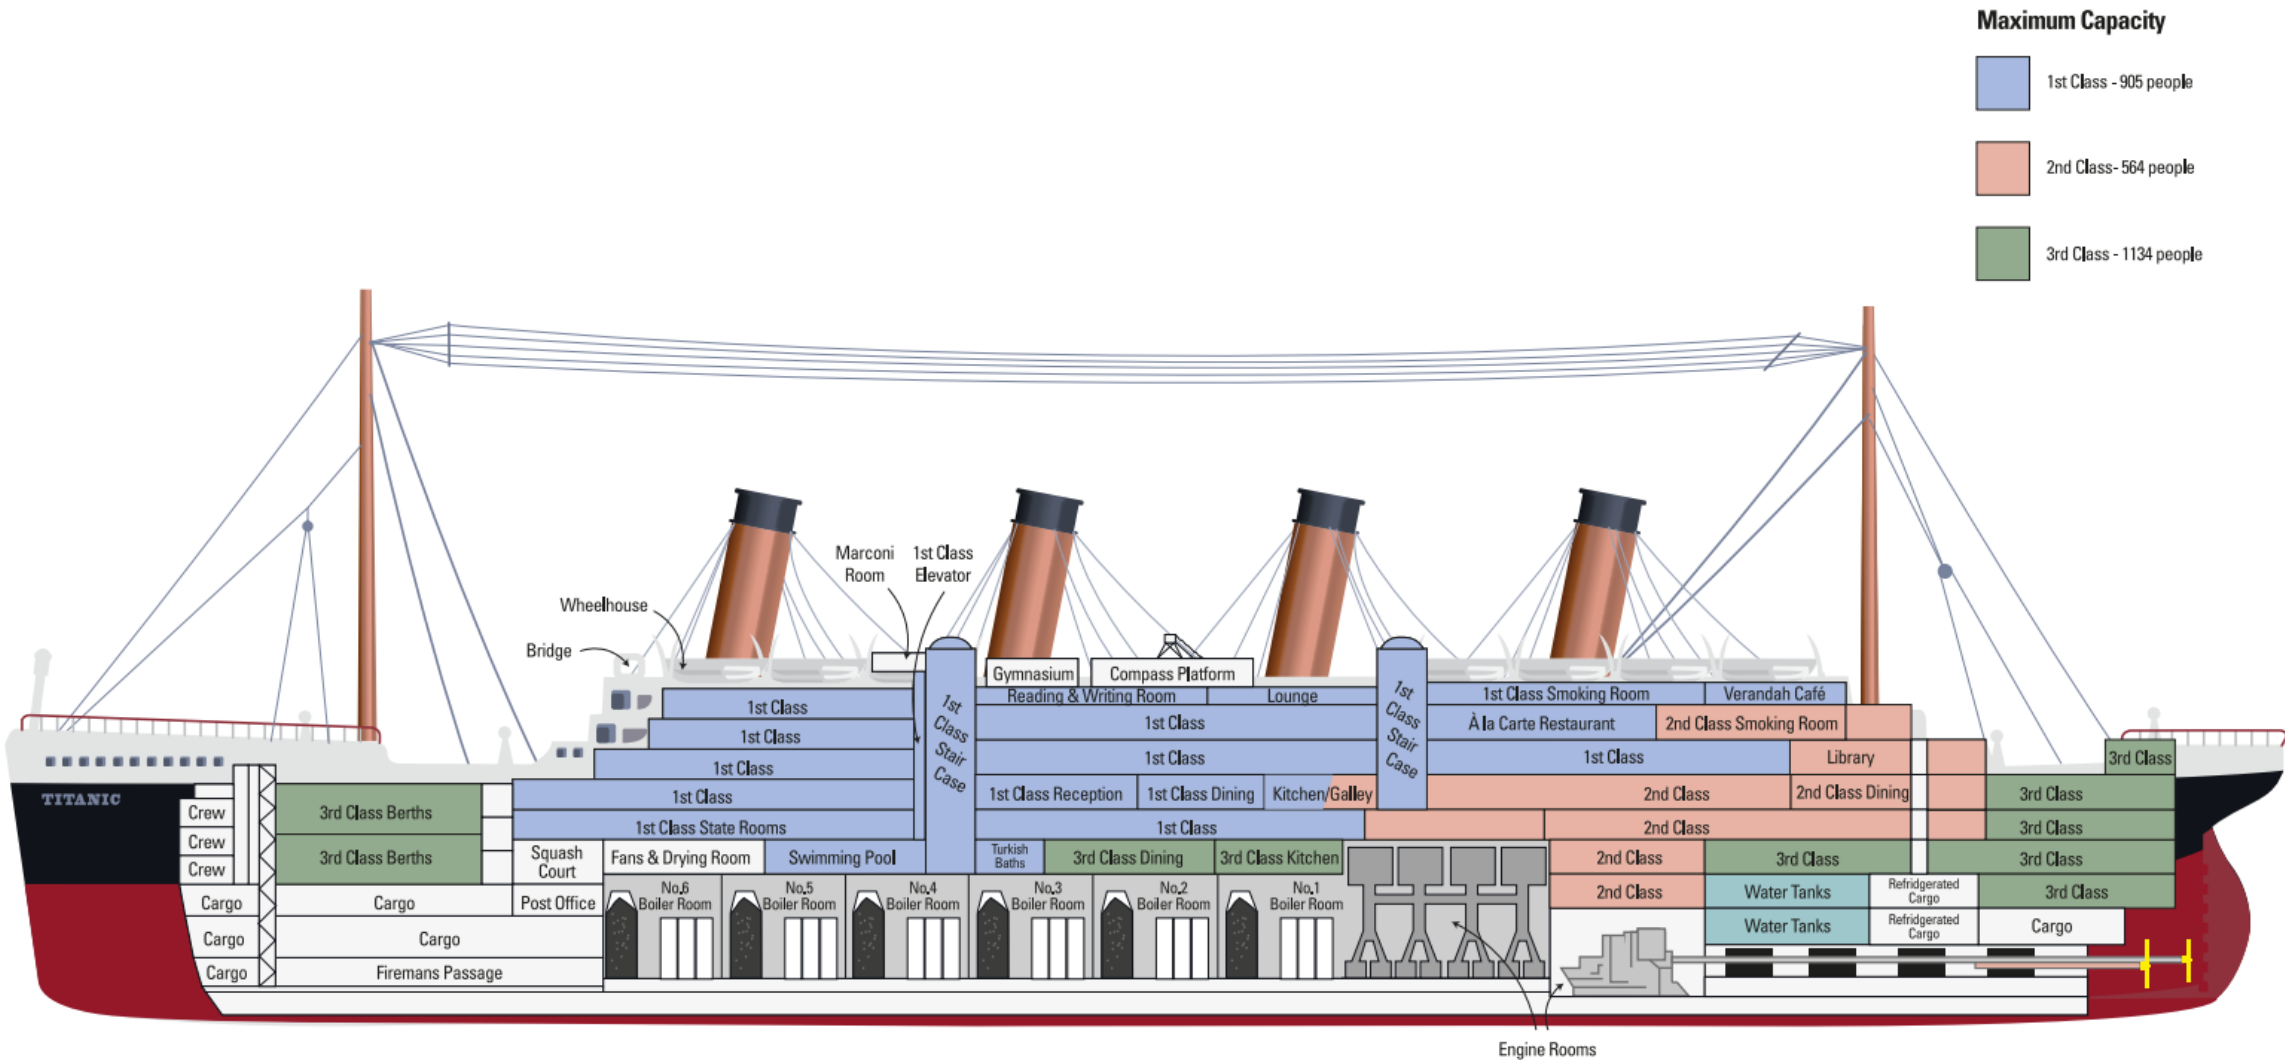 Maximum Capacity
1st Class - 905 people
2nd Class- 564 people
3rd Class - 1134 people
Marconi
Room
1st Class
Elevator
Wheelhouse
Bridge
Gymnasium
Compass Platform
1st
Class
Stair
Case
1st
Class
Stair
Case
1st Class
Reading & Writing Room
Lounge
1st Class Smoking Room
Verandah Café
1st Class
1st Class
À la Carte Restaurant
2nd Class Smoking Room
1st Class
1st Class
1st Class
Library
3rd Class
TITANIC
Crew
3rd Class Berths
1st Class
1st Class Reception
1st Class Dining
Kitchen/Galley
2nd Class
2nd Class Dining
3rd Class
Crew
1st Class State Rooms
1st Class
2nd Class
3rd Class
Crew
3rd Class Berths
Squash
Court
Fans & Drying Room
Swimming Pool
Turkish
Baths
3rd Class Dining
3rd Class Kitchen
2nd Class
3rd Class
3rd Class
Cargo
Cargo
Post Office
No.6
Boiler Room
No.5
Boiler Room
No.4
Boiler Room
No.3
Boiler Room
No.2
Boiler Room
No.1
Boiler Room
2nd Class
Water Tanks
Refridgerated
Cargo
3rd Class
Cargo
Cargo
Water Tanks
Refridgerated
Cargo
Cargo
Cargo
Firemans Passage
Engine Rooms